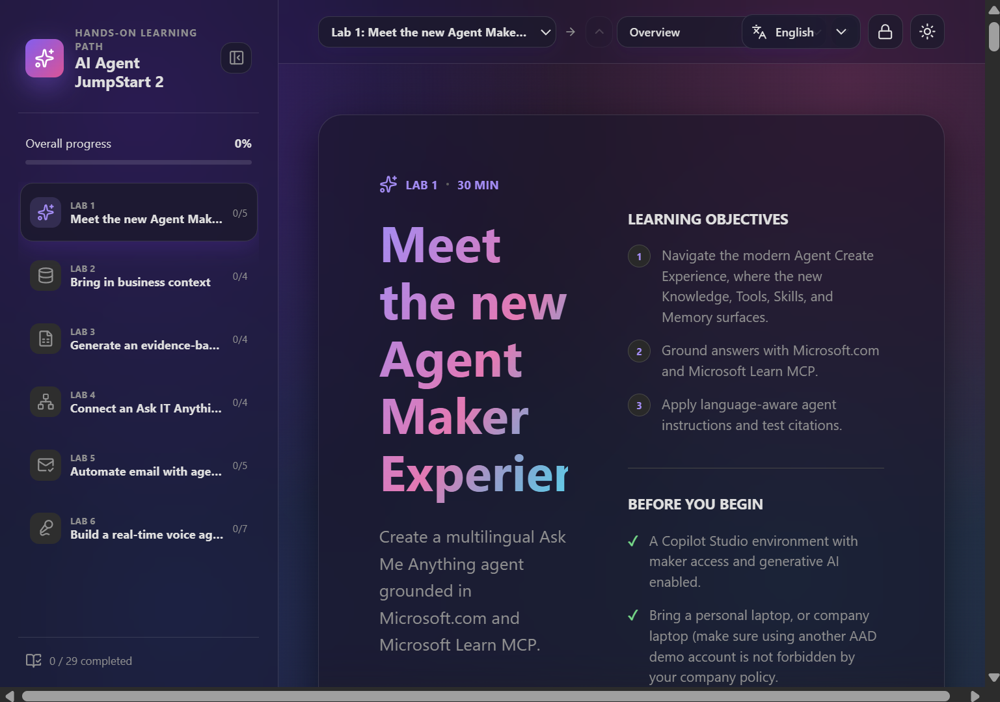 HANDS-ON LEARNING
PATH
AI Agent
JumpStart 2
Overall progress
0%
LAB 1
Meet the new Agent Mak...
0/5
LAB 2
Bring in business context
0/4
LAB 3
Generate an evidence-ba...
0/4
LAB 4
Connect an Ask IT Anythi...
0/4
LAB 5
Automate email with age...
0/5
LAB 6
Build a real-time voice ag...
0/7
0 / 29 completed
Lab 1: Meet the new Agent Make...
Overview
English
LAB 1 • 30 MIN
Meet
the new
Agent
Maker
Experier
Create a multilingual Ask
Me Anything agent
grounded in
Microsoft.com and
Microsoft Learn MCP.
LEARNING OBJECTIVES
1 Navigate the modern Agent Create
Experience, where the new
Knowledge, Tools, Skills, and
Memory surfaces.
2 Ground answers with Microsoft.com
and Microsoft Learn MCP.
3 Apply language-aware agent
instructions and test citations.
BEFORE YOU BEGIN
✓ A Copilot Studio environment with
maker access and generative AI
enabled.
✓ Bring a personal laptop, or company
laptop (make sure using another AAD
demo account is not forbidden by
your company policy.